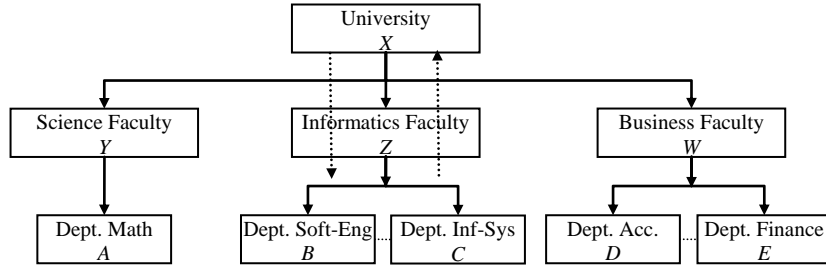 University
X
Science Faculty
Y
Informatics Faculty
Z
Business Faculty
W
Dept. Math
A
Dept. Soft-Eng
B
Dept. Inf-Sys
C
Dept. Acc.
D
Dept. Finance
E